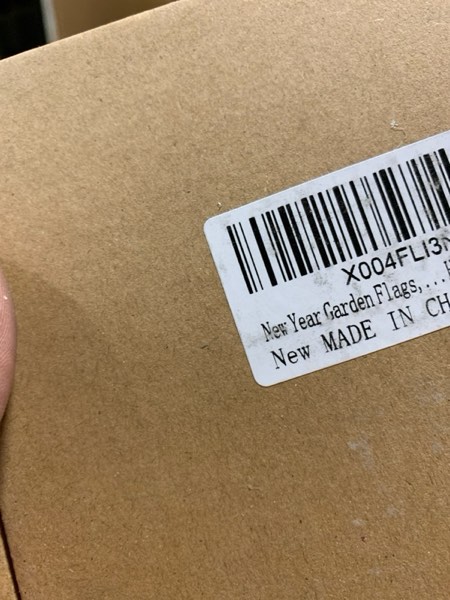 X004FLI3
New Year Garden Flags,...
New MADE IN CH